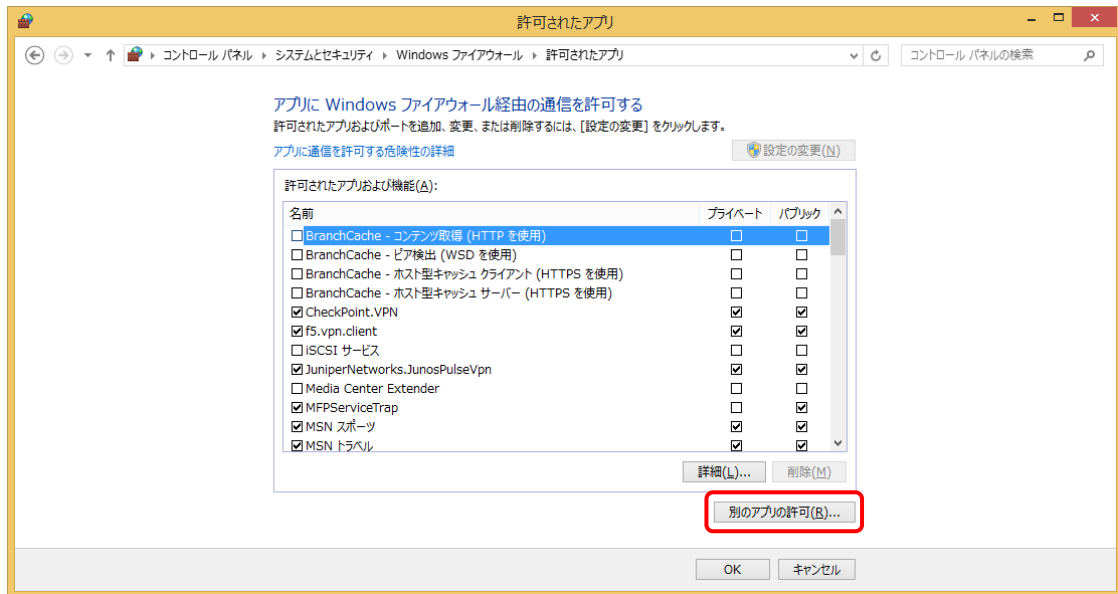 許可されたアプリ
コントロール パネル ▸ システムとセキュリティ ▸ Windows ファイアウォール ▸ 許可されたアプリ コントロール パネルの検索
アプリに Windows ファイアウォール経由の通信を許可する
許可されたアプリおよびポートを追加、変更、または削除するには、[設定の変更] をクリックします。
アプリに通信を許可する危険性の詳細 設定の変更(N)
許可されたアプリおよび機能(A):
名前 プライベート パブリック
BranchCache - コンテンツ取得 (HTTP を使用)
BranchCache - ピア検出 (WSD を使用)
BranchCache - ホスト型キャッシュ クライアント (HTTPS を使用)
BranchCache - ホスト型キャッシュ サーバー (HTTPS を使用)
CheckPoint.VPN
f5.vpn.client
iSCSI サービス
JuniperNetworks.JunosPulseVpn
Media Center Extender
MFPServiceTrap
MSN スポーツ
MSN トラベル
詳細(L)... 削除(M)
別のアプリの許可(R)...
OK キャンセル